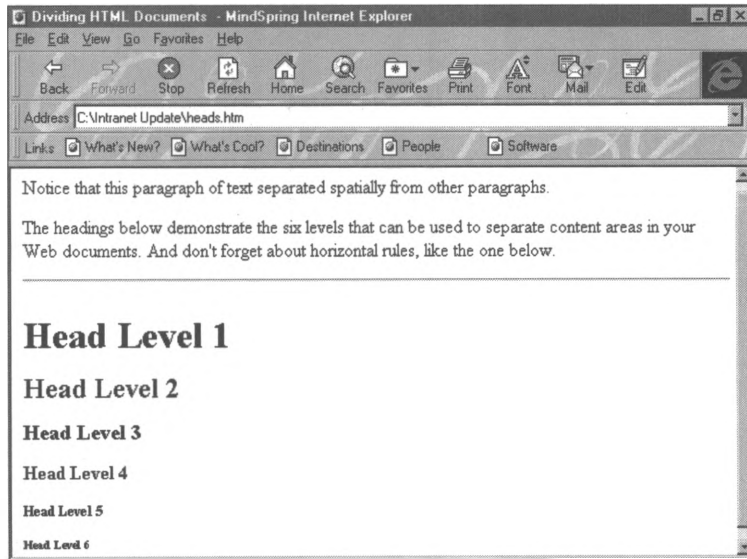 Dividing HTML Documents - MindSpring Internet Explorer
File Edit View Go Favorites Help
Back Forward Stop Refresh Home Search Favorites Print Font Mail Edit
Address C:\Intranet Update\heads.htm
Links What's New? What's Cool? Destinations People Software
Notice that this paragraph of text separated spatially from other paragraphs.
The headings below demonstrate the six levels that can be used to separate content areas in your
Web documents. And don't forget about horizontal rules, like the one below.
Head Level 1
Head Level 2
Head Level 3
Head Level 4
Head Level 5
Head Level 6